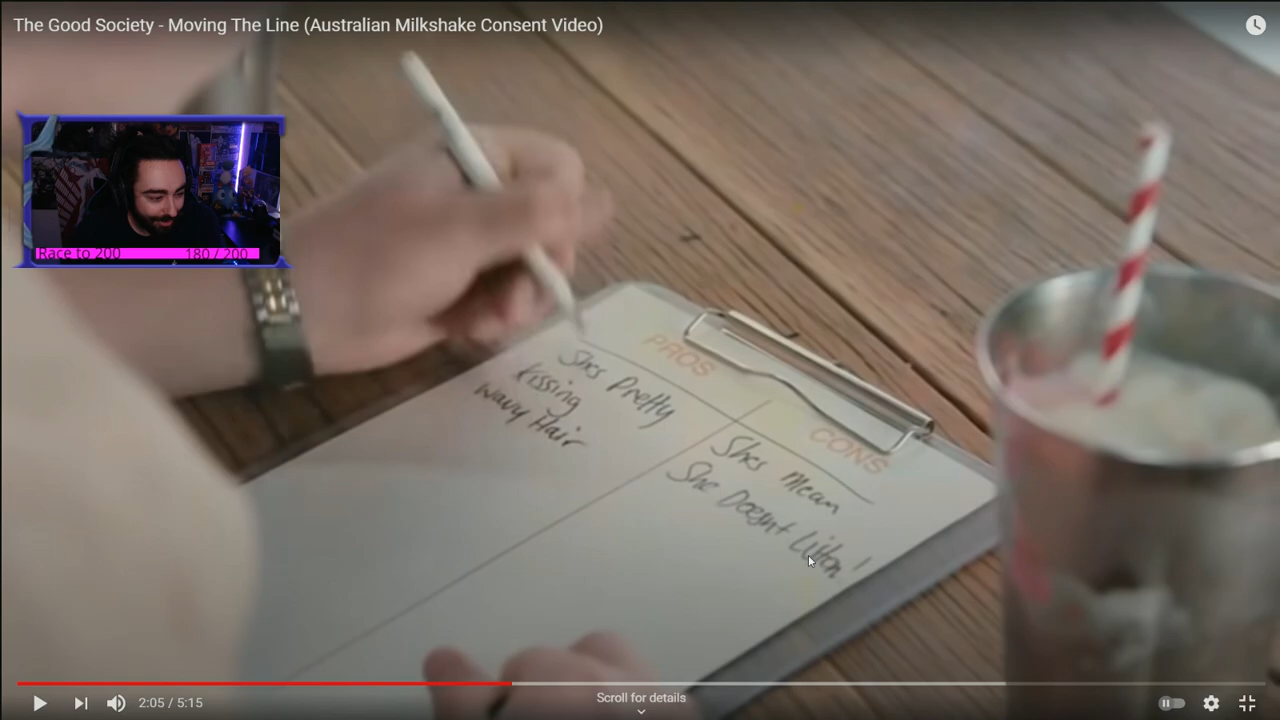 The Good Society - Moving The Line (Australian Milkshake Consent Video)
Race to 200 180 / 200
PROS
CONS
Shes Pretty
Kissing
Wavy Hair
Shes Mean
She Doesnt Litton!
2:05 / 5:15
Scroll for details